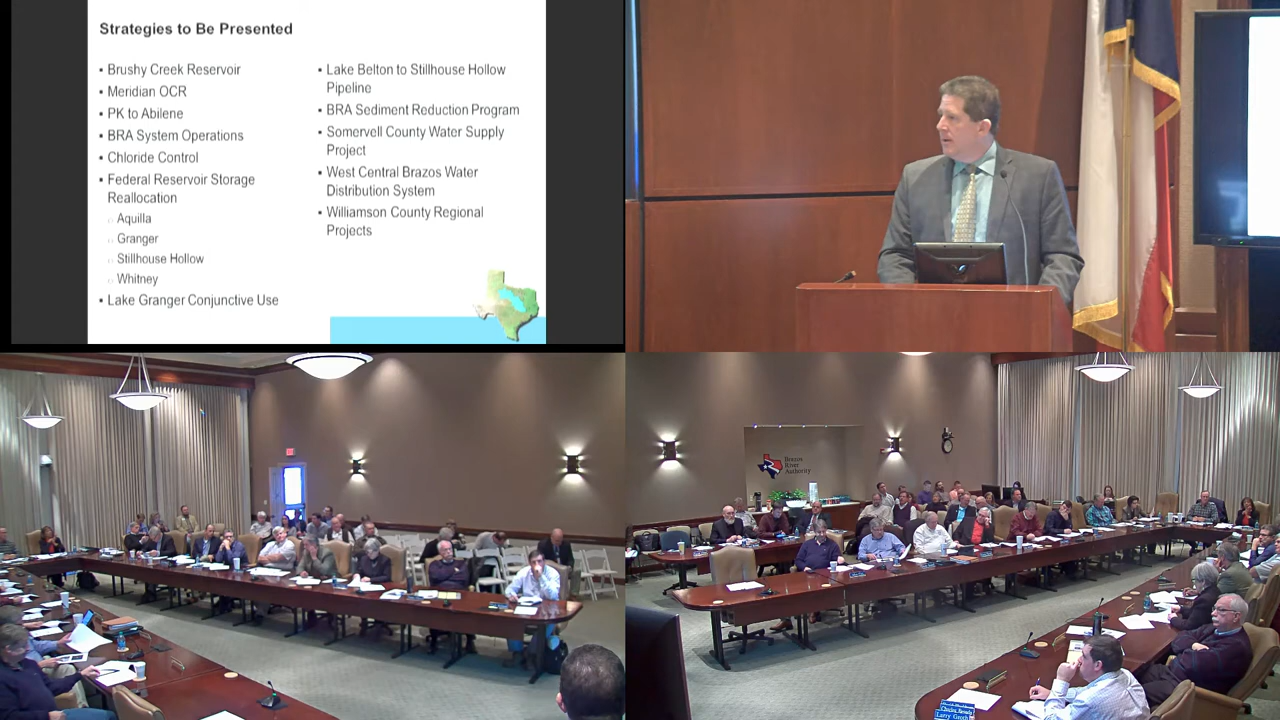 Strategies to Be Presented
• Brushy Creek Reservoir
• Meridian OCR
• PK to Abilene
• BRA System Operations
• Chloride Control
• Federal Reservoir Storage
Reallocation
Aquilla
Granger
Stillhouse Hollow
Whitney
• Lake Granger Conjunctive Use
• Lake Belton to Stillhouse Hollow
Pipeline
• BRA Sediment Reduction Program
• Somervell County Water Supply
Project
• West Central Brazos Water
Distribution System
• Williamson County Regional
Projects
Brazos
River
Authority
Larry Groth